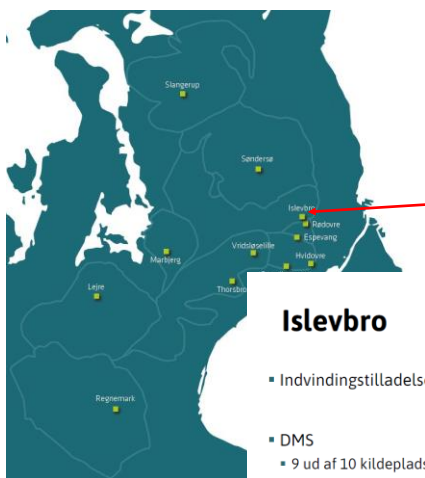 Slangerup
Søndersø
Islevbro
Rødovre
Espevang
Vridsløselille
Hvidovre
Marbjerg
Thorsbro
Lejre
Regnemark
Islevbro
▪ Indvindingstilladelse
▪ DMS
▪ 9 ud af 10 kildeplads